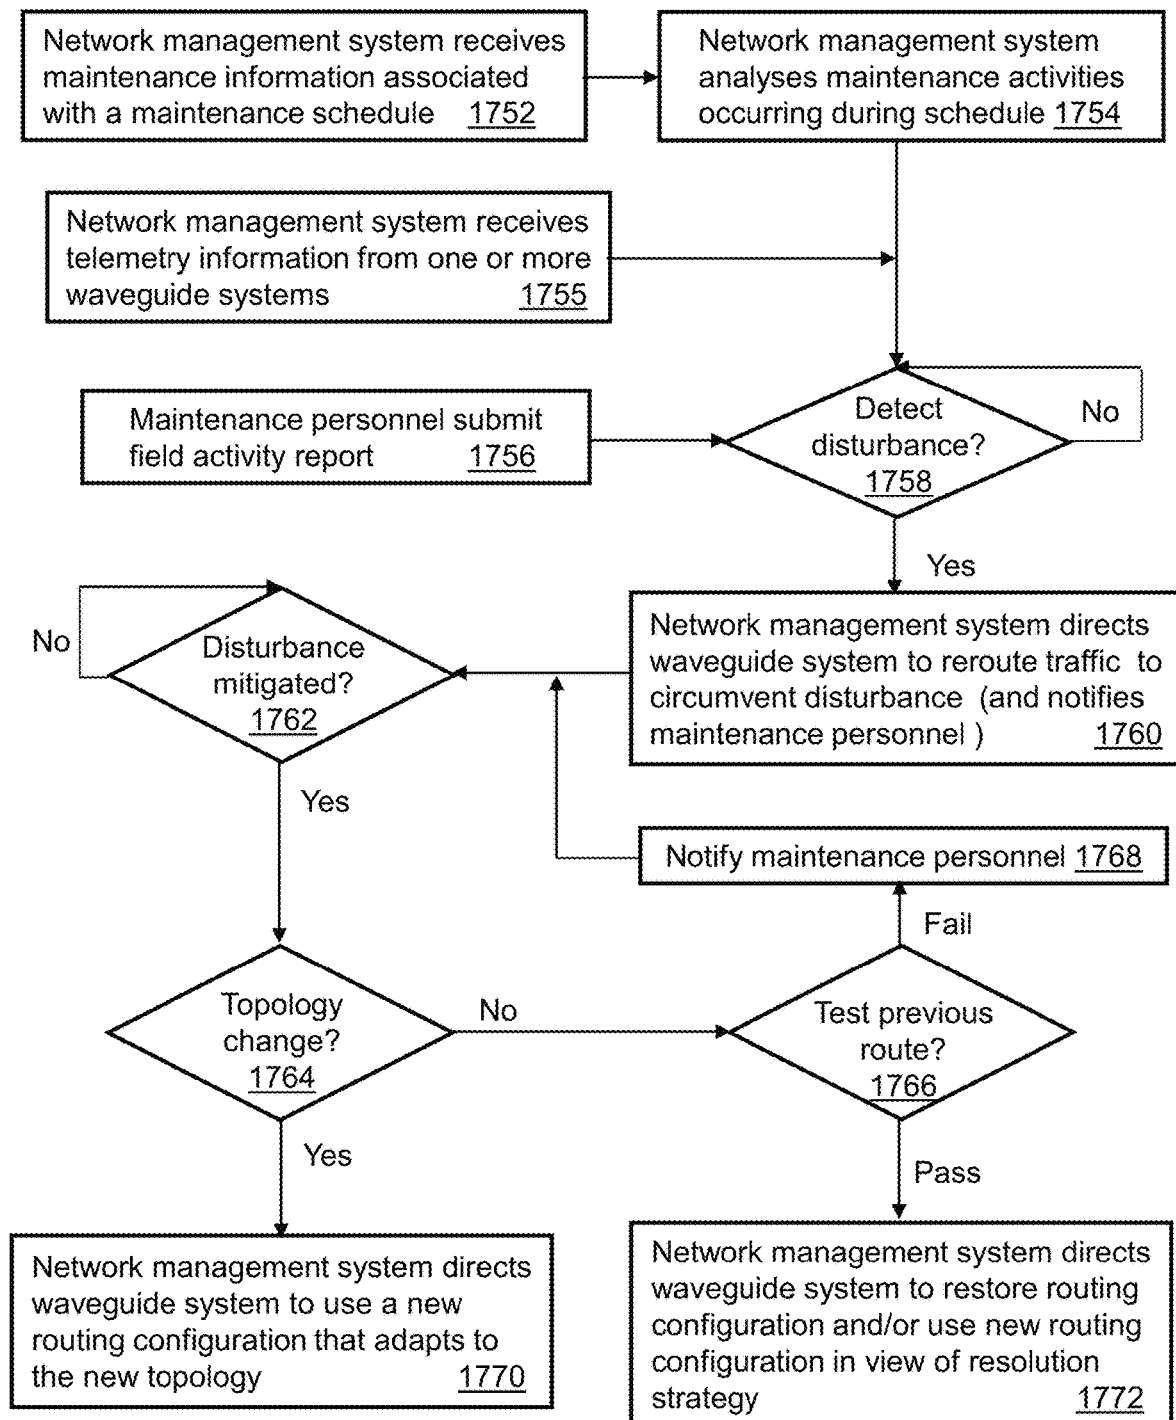 Network management system receives
maintenance information associated
with a maintenance schedule 1752
Network management system
analyses maintenance activities
occurring during schedule 1754
Network management system receives
telemetry information from one or more
waveguide systems 1755
Maintenance personnel submit
field activity report 1756
Detect
disturbance?
1758
No
Yes
Network management system directs
waveguide system to reroute traffic to
circumvent disturbance (and notifies
maintenance personnel ) 1760
No
Disturbance
mitigated?
1762
Yes
Notify maintenance personnel 1768
Fail
Topology
change?
1764
No
Test previous
route?
1766
Yes
Pass
Network management system directs
waveguide system to use a new
routing configuration that adapts to
the new topology 1770
Network management system directs
waveguide system to restore routing
configuration and/or use new routing
configuration in view of resolution
strategy 1772